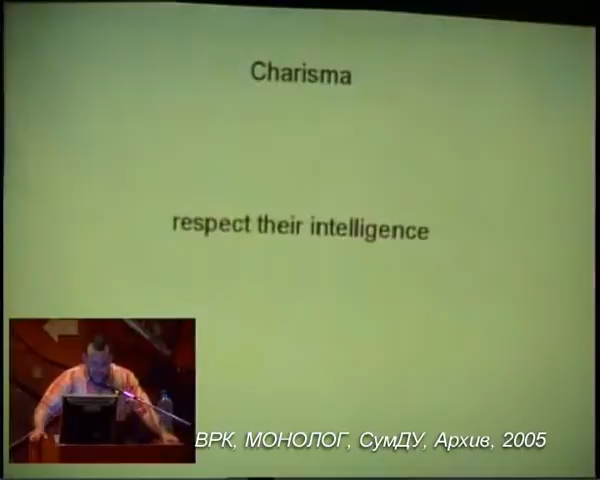 Charisma
respect their intelligence
ВРК, МОНОЛОГ, СумДУ, Архив, 2005